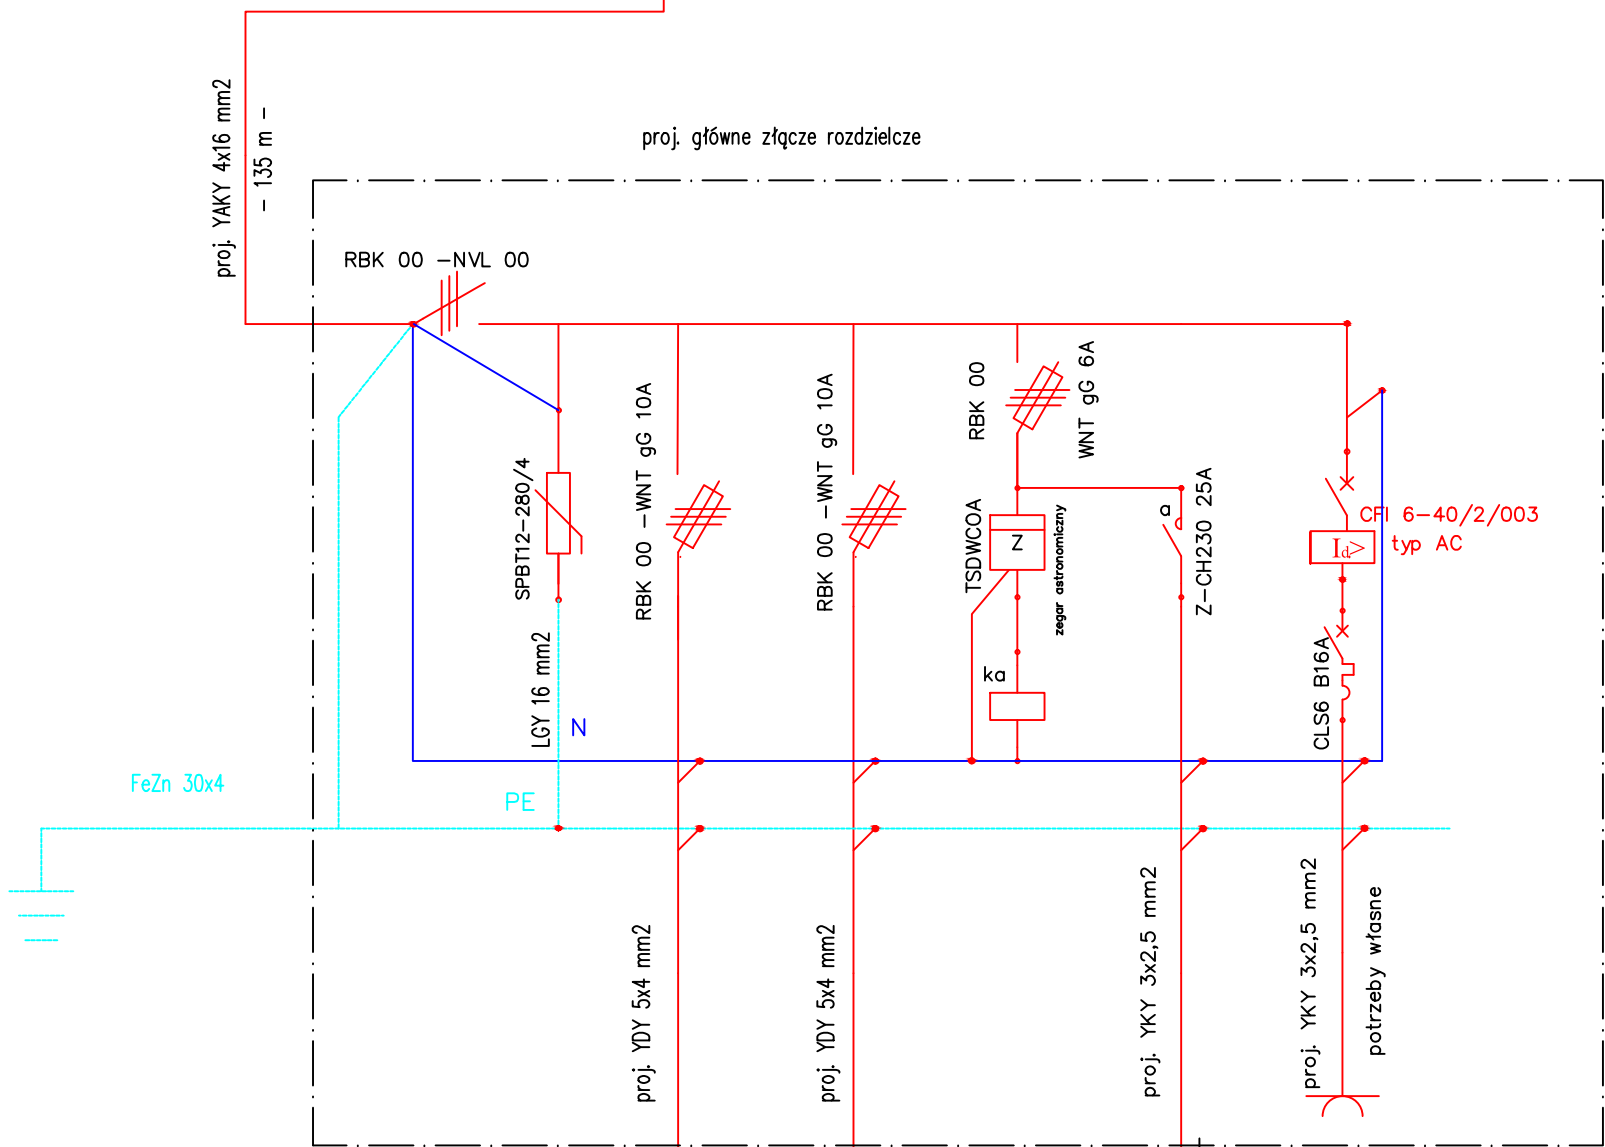 proj. YAKY 4x16 mm2
- 135 m -
proj. główne złącze rozdzielcze
RBK 00 -NVL 00
SPBT12-280/4
LGY 16 mm2
N
PE
FeZn 30x4
RBK 00 -WNT gG 10A
RBK 00 -WNT gG 10A
RBK 00
WNT gG 6A
TSDWCOA
Z
zegar astronomiczny
ka
a
Z-CH230 25A
CFI 6-40/2/003
typ AC
Id>
CLS6 B16A
proj. YDY 5x4 mm2
proj. YDY 5x4 mm2
proj. YKY 3x2,5 mm2
proj. YKY 3x2,5 mm2
potrzeby własne